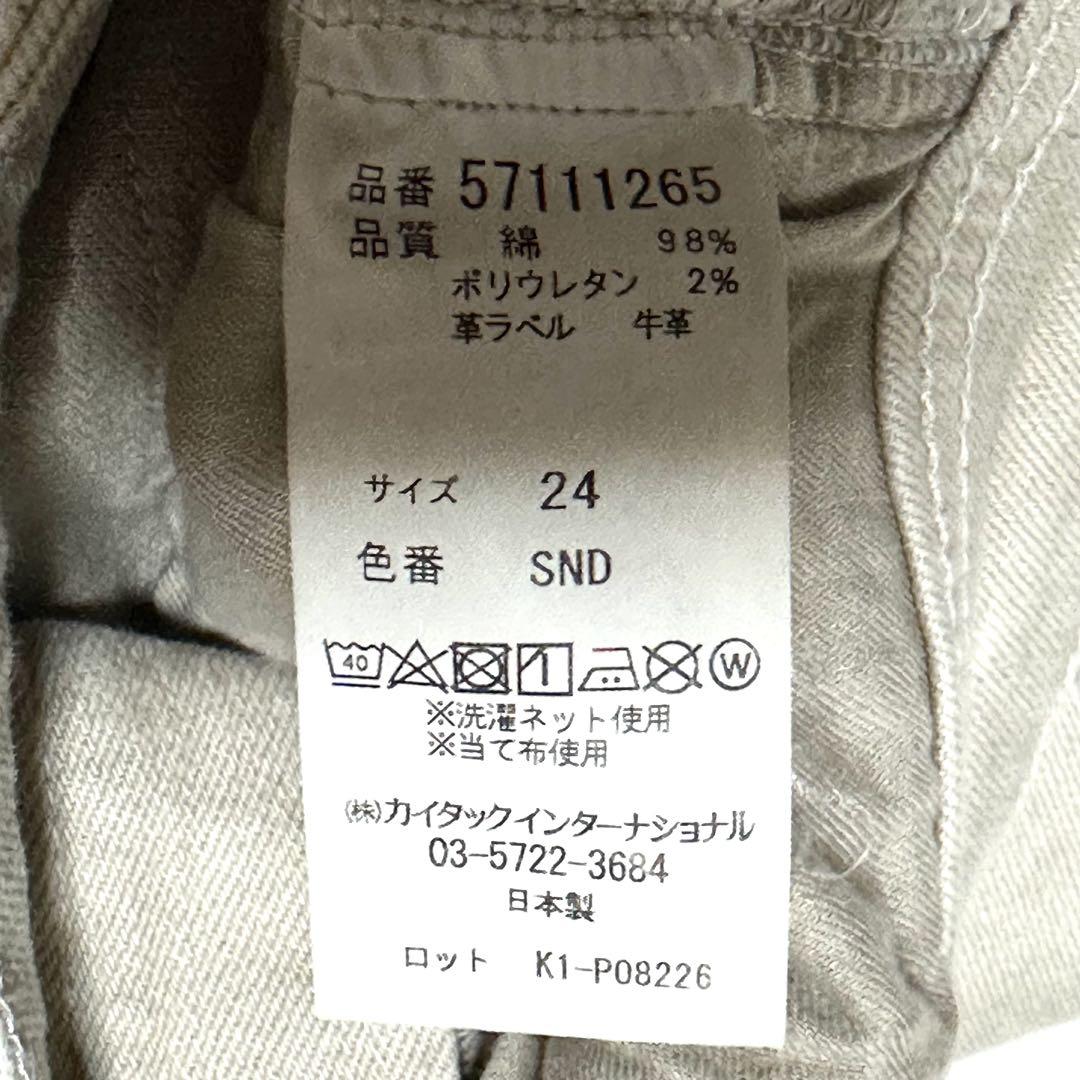 品番 57111265
品質 綿 98%
ポリウレタン 2%
革ラベル 牛革
サイズ 24
色番 SND
40 W
※洗濯ネット使用
※当て布使用
㈱カイタックインターナショナル
03-5722-3684
日本製
ロット K1-P08226